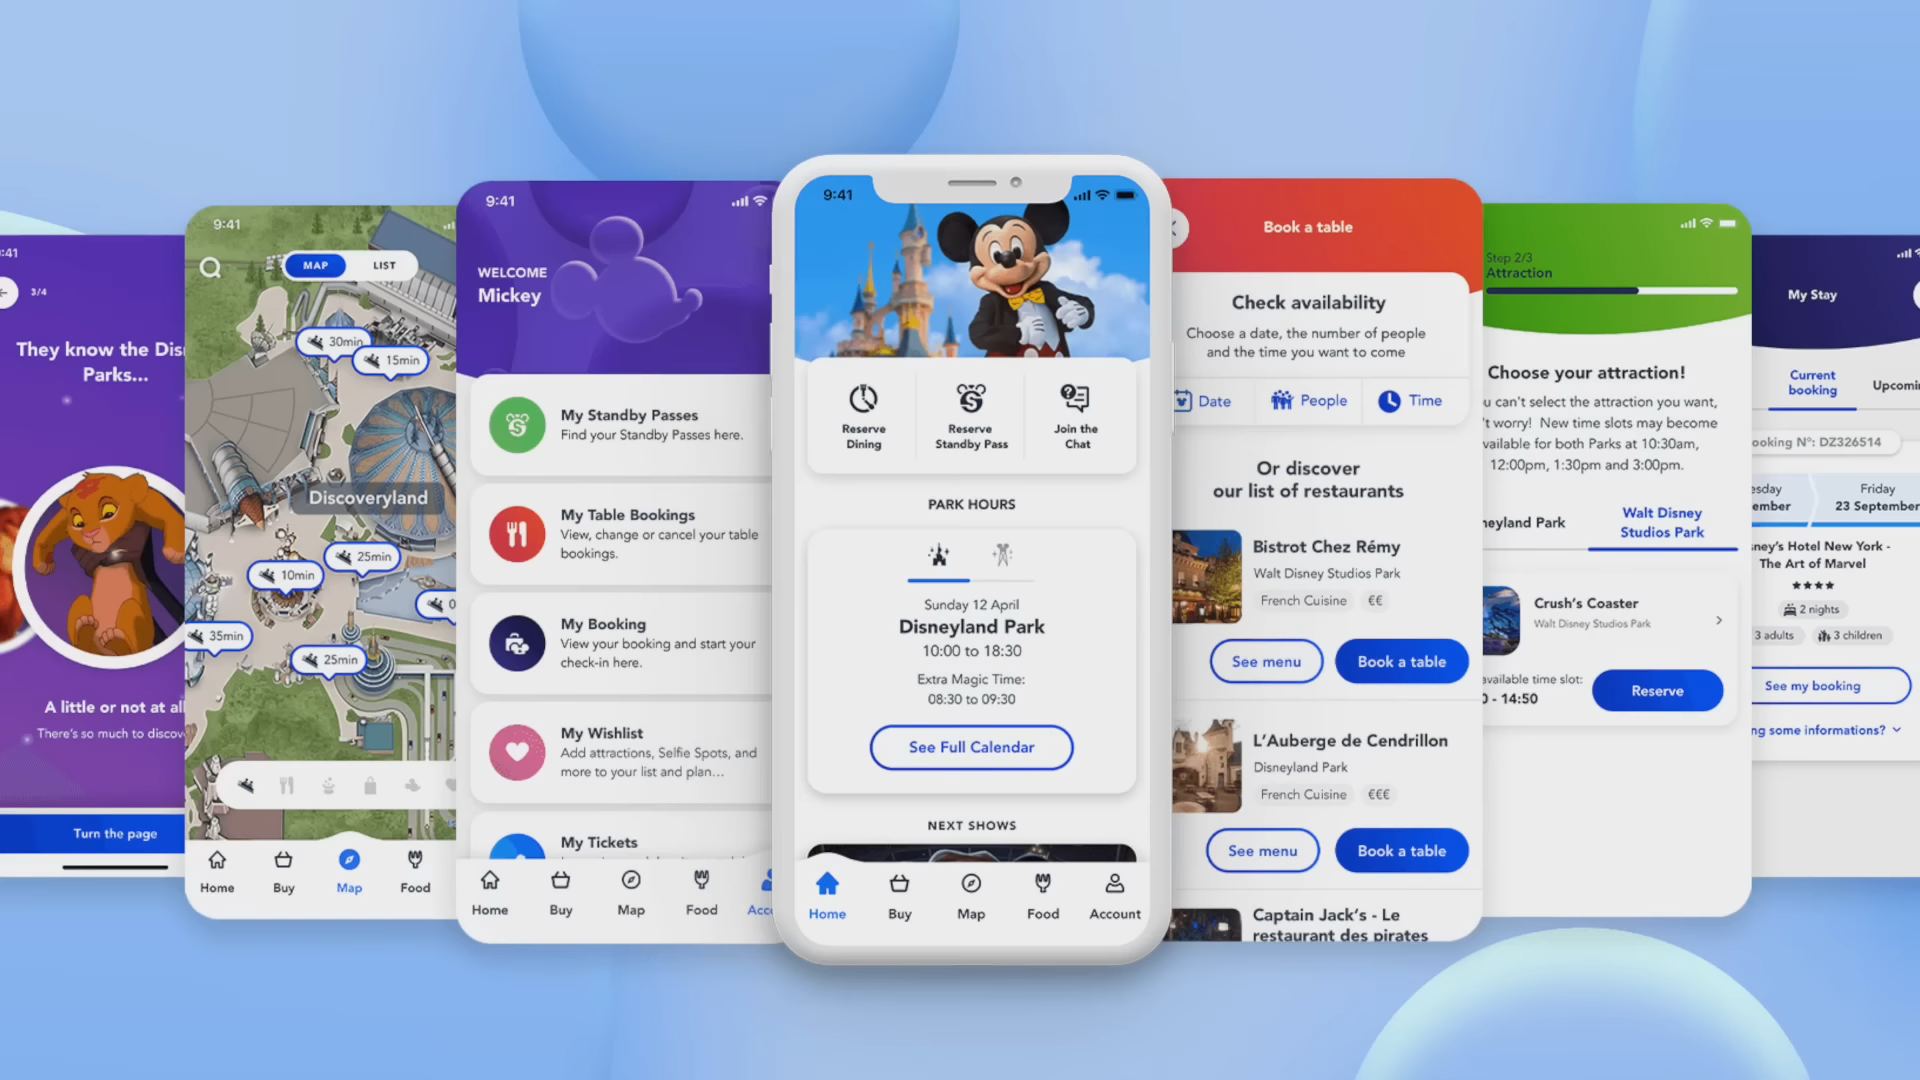 :41
3/4
They know the Dis
Parks...
A little or not at al
There's so much to discov
Turn the page
9:41
MAP
LIST
30min
15min
Discoveryland
25min
10min
0
35min
25min
Home
Buy
Map
Food
9:41
WELCOME
Mickey
My Standby Passes
Find your Standby Passes here.
My Table Bookings
View, change or cancel your table
bookings.
My Booking
View your booking and start your
check-in here.
My Wishlist
Add attractions, Selfie Spots, and
more to your list and plan...
My Tickets
Home
Buy
Map
Food
Acco
9:41
Reserve
Dining
Reserve
Standby Pass
Join the
Chat
PARK HOURS
Sunday 12 April
Disneyland Park
10:00 to 18:30
Extra Magic Time:
08:30 to 09:30
See Full Calendar
NEXT SHOWS
Home
Buy
Map
Food
Account
Book a table
Check availability
Choose a date, the number of people
and the time you want to come
Date
People
Time
Or discover
our list of restaurants
Bistrot Chez Rémy
Walt Disney Studios Park
French Cuisine
€€
See menu
Book a table
L'Auberge de Cendrillon
Disneyland Park
French Cuisine
€€€
See menu
Book a table
Captain Jack's - Le
restaurant des pirates
Step 2/3
Attraction
Choose your attraction!
u can't select the attraction you want,
't worry! New time slots may become
vailable for both Parks at 10:30am,
12:00pm, 1:30pm and 3:00pm.
neyland Park
Walt Disney
Studios Park
Crush's Coaster
Walt Disney Studios Park
available time slot:
0 - 14:50
Reserve
My Stay
Current
booking
Upcomin
ooking N°: DZ326514
esday
ember
Friday
23 September
ney's Hotel New York -
The Art of Marvel
2 nights
3 adults
3 children
See my booking
ng some informations?